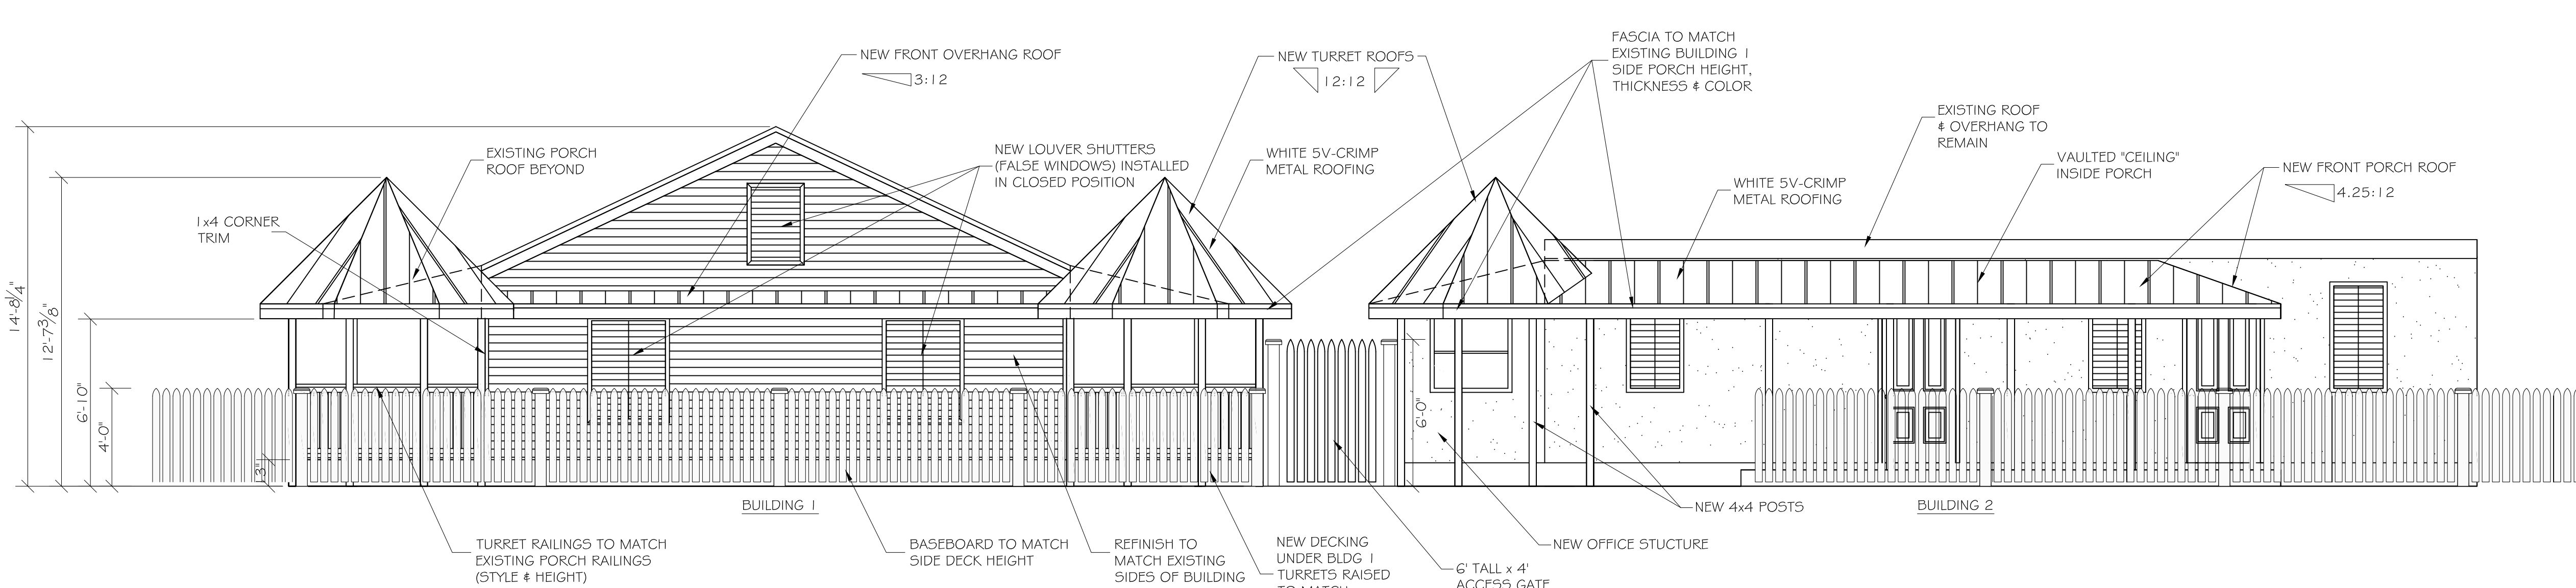 NEW FRONT OVERHANG ROOF
3:12
NEW TURRET ROOFS
12:12
FASCIA TO MATCH
EXISTING BUILDING 1
SIDE PORCH HEIGHT,
THICKNESS & COLOR
EXISTING ROOF
& OVERHANG TO
REMAIN
EXISTING PORCH
ROOF BEYOND
NEW LOUVER SHUTTERS
(FALSE WINDOWS) INSTALLED
IN CLOSED POSITION
WHITE 5V-CRIMP
METAL ROOFING
WHITE 5V-CRIMP
METAL ROOFING
VAULTED "CEILING"
INSIDE PORCH
NEW FRONT PORCH ROOF
4.25:12
1x4 CORNER
TRIM
14'-8 1/4"
12'-7 3/8"
6'-10"
4'-0"
13"
6'-0"
BUILDING 1
NEW 4x4 POSTS
BUILDING 2
TURRET RAILINGS TO MATCH
EXISTING PORCH RAILINGS
(STYLE & HEIGHT)
BASEBOARD TO MATCH
SIDE DECK HEIGHT
REFINISH TO
MATCH EXISTING
SIDES OF BUILDING
NEW DECKING
UNDER BLDG 1
TURRETS RAISED
TO MATCH
NEW OFFICE STUCTURE
6' TALL x 4'
ACCESS GATE